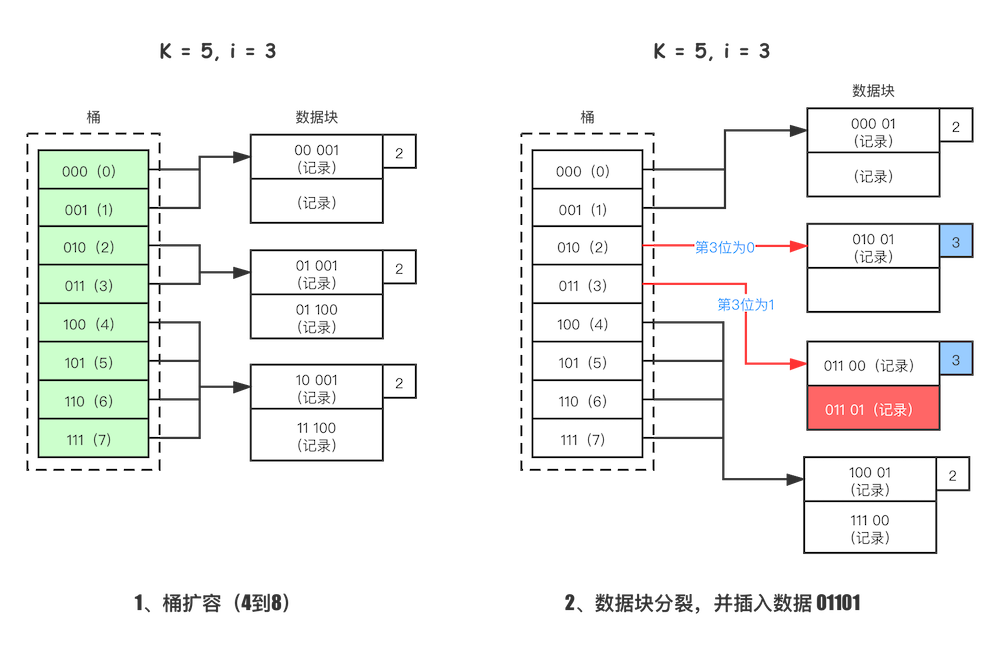 K = 5, i = 3
桶
数据块
000（0）
001（1）
010（2）
011（3）
100（4）
101（5）
110（6）
111（7）
00 001
（记录）
2
（记录）
01 001
（记录）
2
01 100
（记录）
10 001
（记录）
2
11 100
（记录）
1、桶扩容（4到8）
K = 5, i = 3
桶
数据块
000（0）
001（1）
010（2）
011（3）
100（4）
101（5）
110（6）
111（7）
第3位为0
第3位为1
000 01
（记录）
2
（记录）
010 01
（记录）
3
011 00（记录）
3
011 01（记录）
100 01
（记录）
2
111 00
（记录）
2、数据块分裂，并插入数据 01101